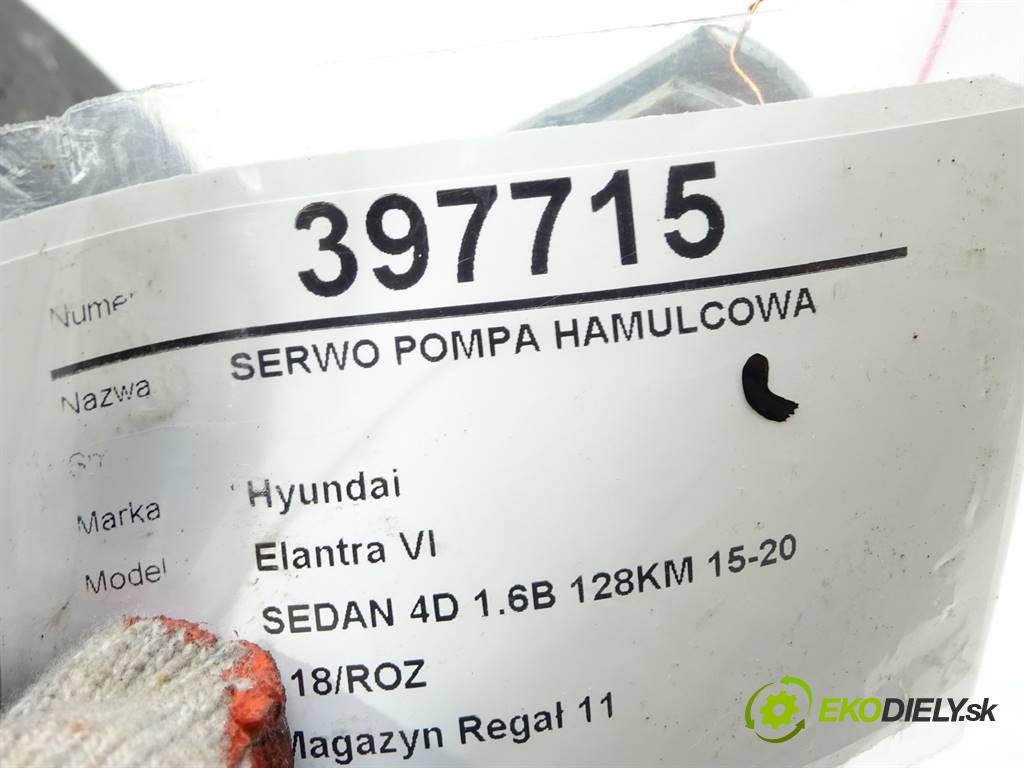 Numer 397715
Nazwa SERWO POMPA HAMULCOWA
Marka Hyundai
Model Elantra VI
SEDAN 4D 1.6B 128KM 15-20
18/ROZ
Magazyn Regał 11
EKODIELY.sk